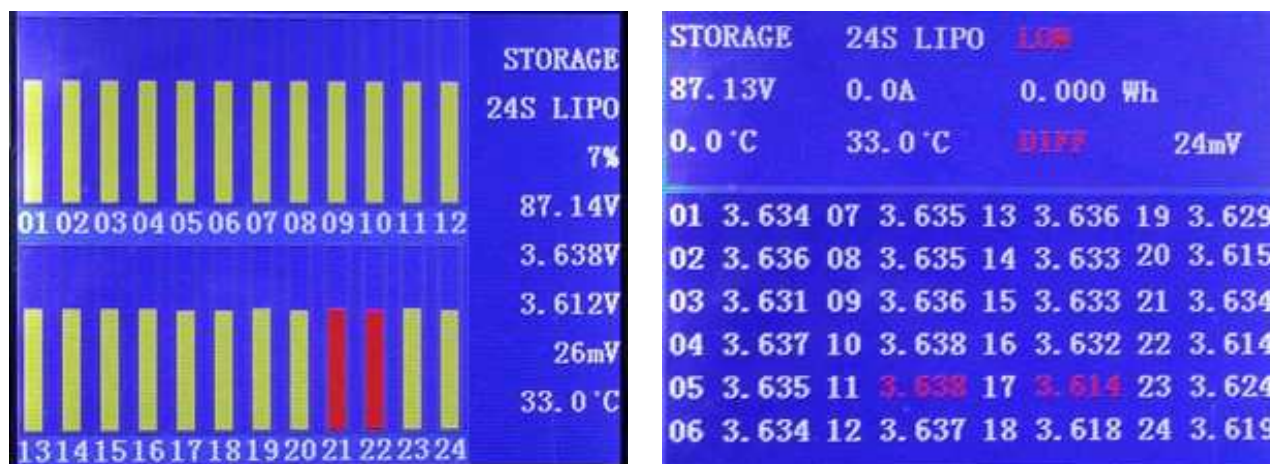 STORAGE
24S LIPO
7%
87.14V
01 02 03 04 05 06 07 08 09 10 11 12
3.638V
3.612V
26mV
33.0°C
13 14 15 16 17 18 19 20 21 22 23 24
STORAGE 24S LIPO LOW
87.13V 0.0A 0.000 Wh
0.0°C 33.0°C DIFF 24mV
01 3.634 07 3.635 13 3.636 19 3.629
02 3.636 08 3.635 14 3.633 20 3.615
03 3.631 09 3.636 15 3.633 21 3.634
04 3.637 10 3.638 16 3.632 22 3.614
05 3.635 11 3.638 17 3.614 23 3.624
06 3.634 12 3.637 18 3.618 24 3.619